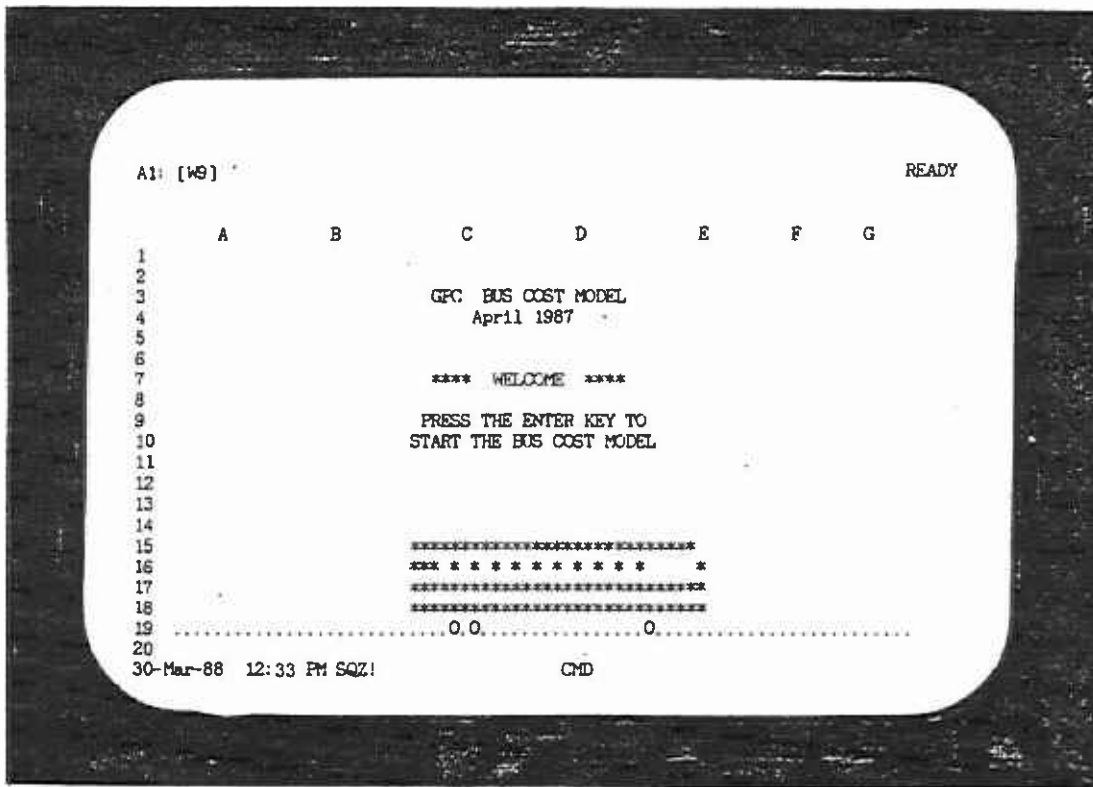 A1: [W9] READY
A B C D E F G
1
2
3 GPC BUS COST MODEL
4 April 1987
5
6
7 **** WELCOME ****
8
9 PRESS THE ENTER KEY TO
10 START THE BUS COST MODEL
11
12
13
14
15 ***************************
16 *** * * * * * * * * * * *
17 ****************************
18 ****************************
19 ...........................O.O................O.........................
20
30-Mar-88 12:33 PM SQZ! CMD